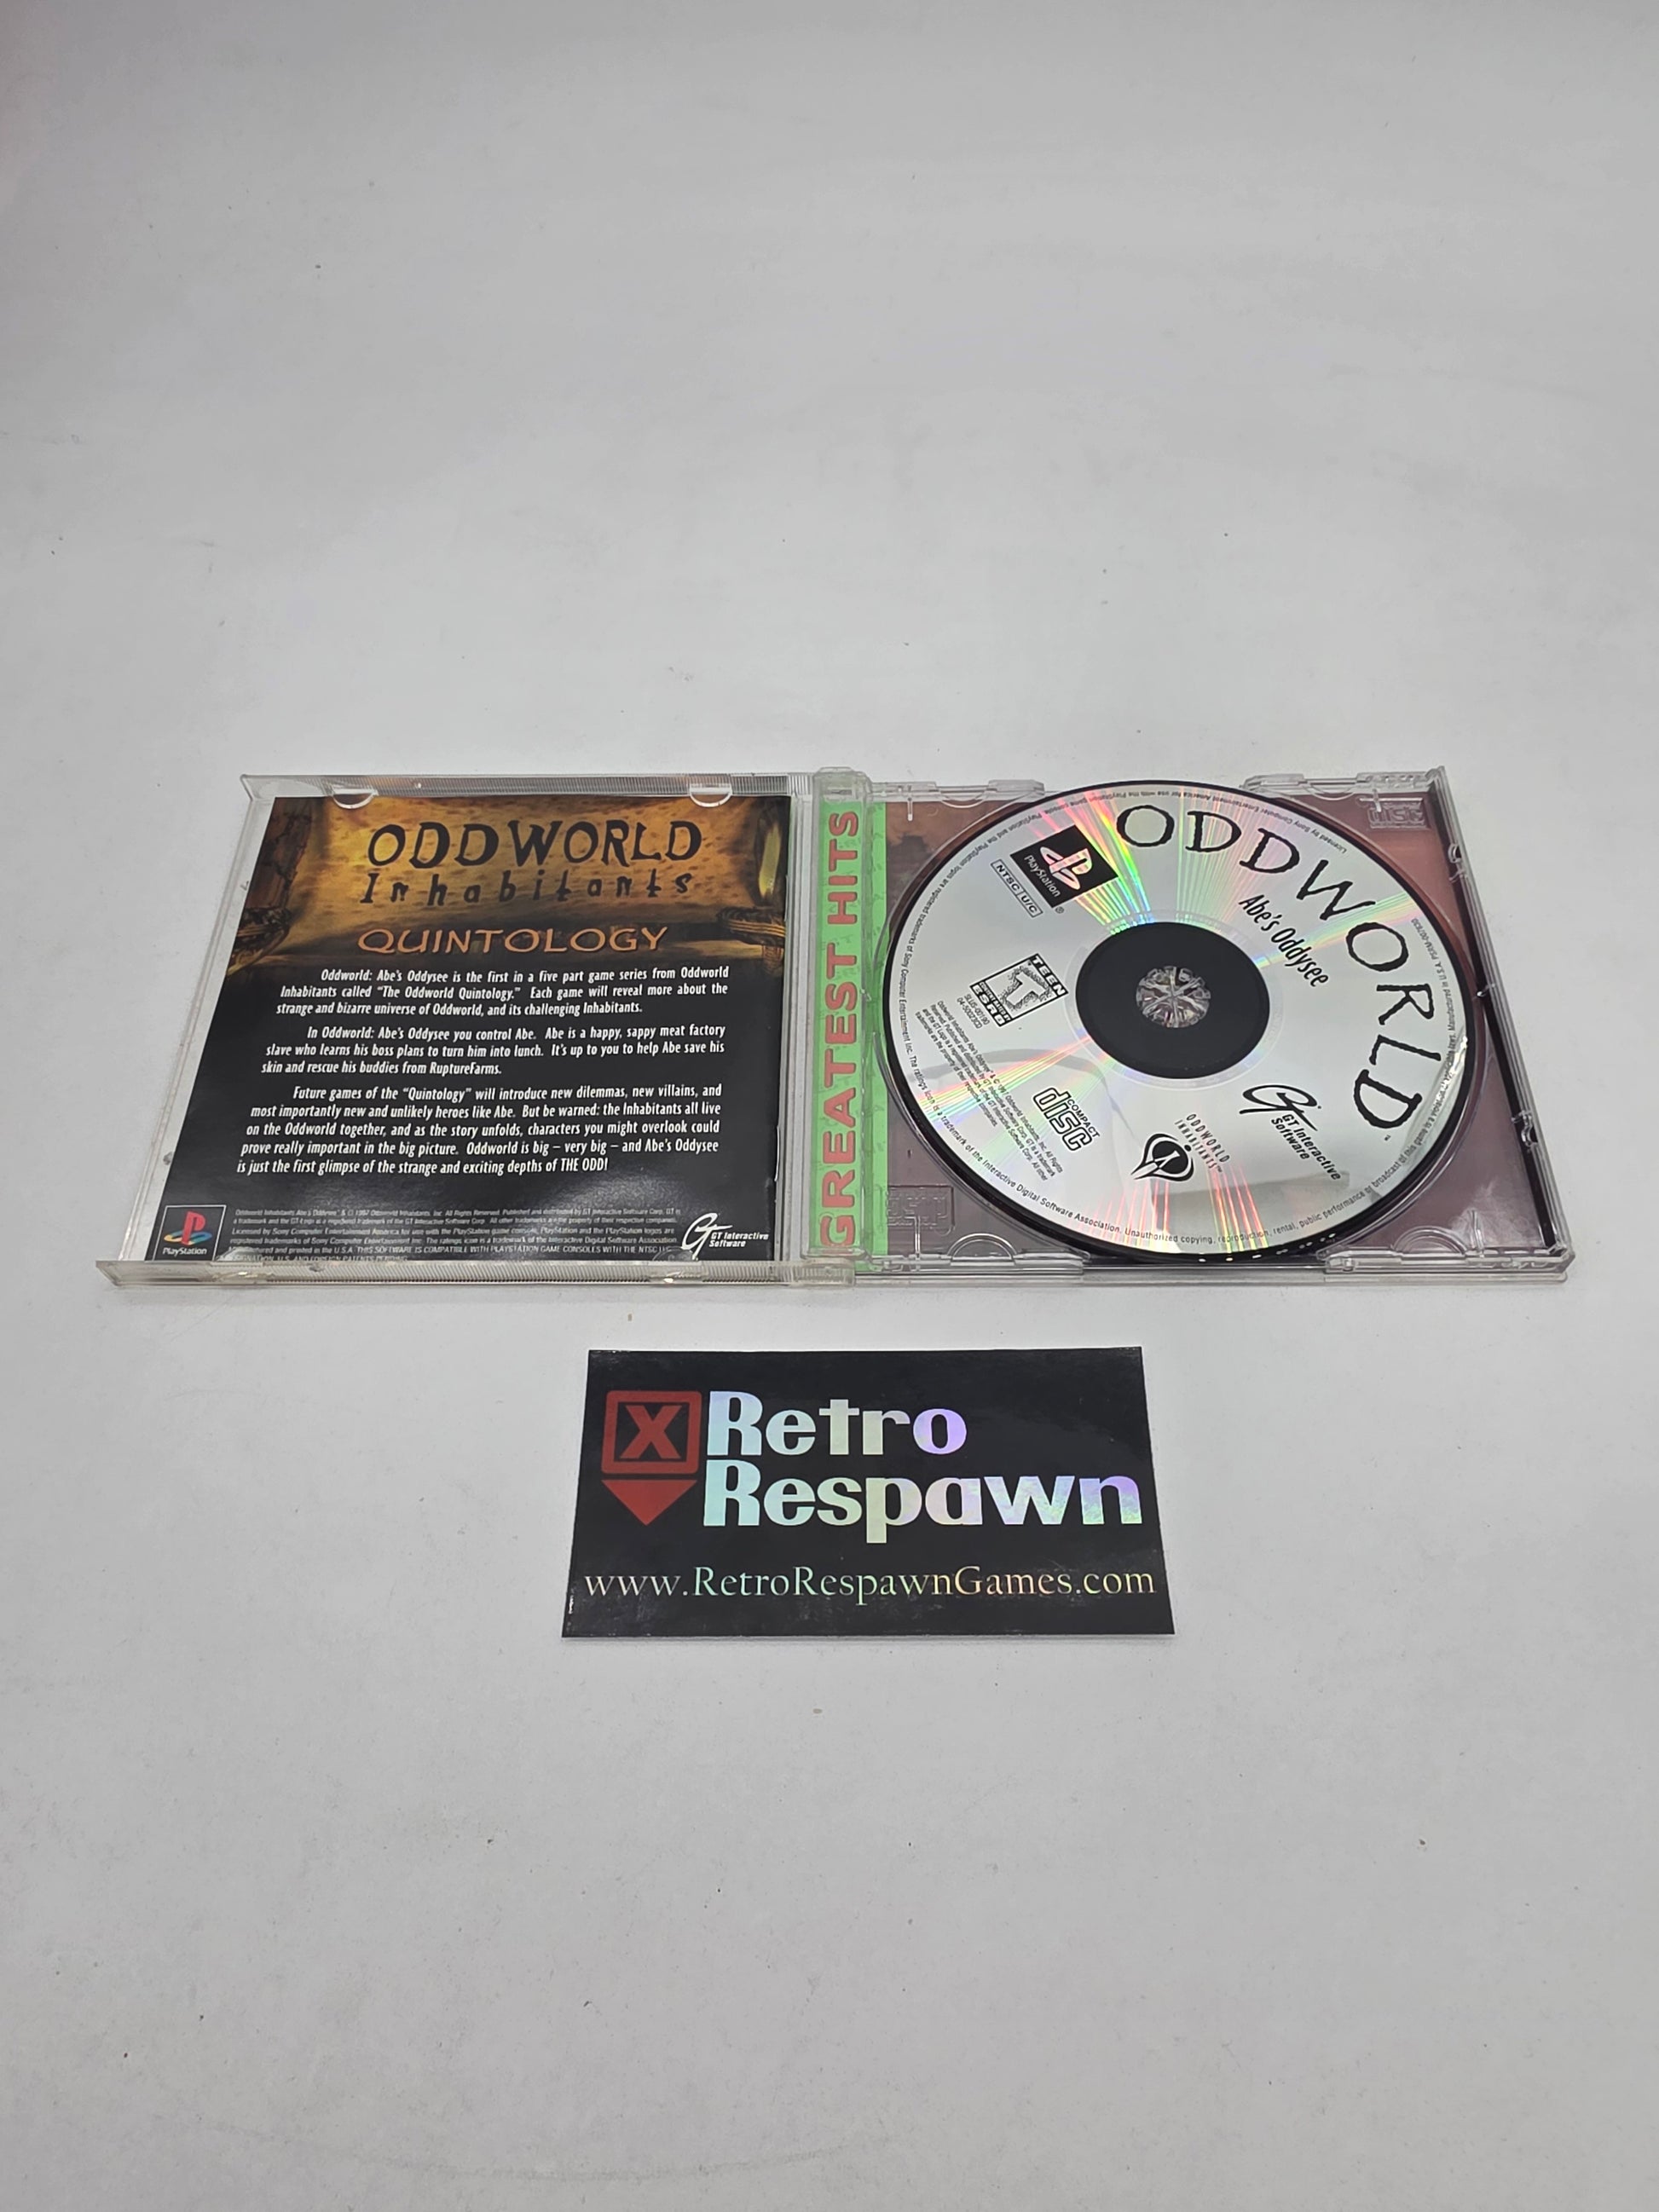 ODDWORLD
Inhabitants
QUINTOLOGY
Oddworld: Abe's Oddysee is the first in a five part game series from Oddworld
Inhabitants called "The Oddworld Quintology." Each game will reveal more about the
strange and bizarre universe of Oddworld, and its challenging Inhabitants.
In Oddworld: Abe's Oddysee you control Abe. Abe is a happy, sappy meat factory
slave who learns his boss plans to turn him into lunch. It's up to you to help Abe save his
skin and rescue his buddies from RuptureFarms.
Future games of the "Quintology" will introduce new dilemmas, new villains, and
most importantly new and unlikely heroes like Abe. But be warned: the Inhabitants all live
on the Oddworld together, and as the story unfolds, characters you might overlook could
prove really important in the big picture. Oddworld is big – very big – and Abe's Oddysee
is just the first glimpse of the strange and exciting depths of THE ODD!
PlayStation
GT Interactive
Software
GREATEST HITS
ODDWORLD™
Abe's Oddysee
PlayStation
®
NTSC U/C
TEEN
T
ESRB
SLUS-00190
COMPACT
disc
ODDWORLD
INHABITANTS™
GT Interactive
Software
X Retro
Respawn
www.RetroRespawnGames.com